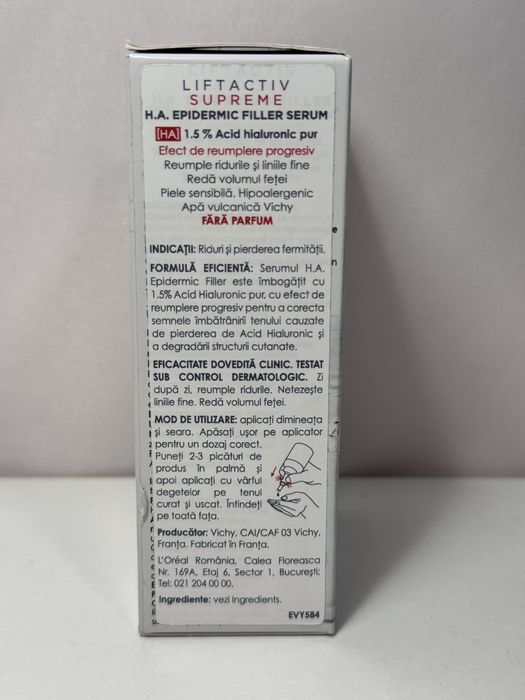 LIFTACTIV
SUPREME
H.A. EPIDERMIC FILLER SERUM
[HA] 1.5 % Acid hialuronic pur
Efect de reumplere progresiv
Reumple ridurile și liniile fine
Redă volumul feței
Piele sensibilă. Hipoalergenic
Apă vulcanică Vichy
FĂRĂ PARFUM
INDICAȚII: Riduri și pierderea fermității.
FORMULĂ EFICIENTĂ: Serumul H.A.
Epidermic Filler este îmbogățit cu
1.5% Acid Hialuronic pur, cu efect de
reumplere progresiv pentru a corecta
semnele îmbătrânirii tenului cauzate
de pierderea de Acid Hialuronic și
a degradării structurii cutanate.
EFICACITATE DOVEDITĂ CLINIC. TESTAT
SUB CONTROL DERMATOLOGIC. Zi
după zi, reumple ridurile. Netezește
liniile fine. Redă volumul feței.
MOD DE UTILIZARE: aplicați dimineața
și seara. Apăsați ușor pe aplicator
pentru un dozaj corect.
Puneți 2-3 picături de
produs în palmă și
apoi aplicați cu vârful
degetelor pe tenul
curat și uscat. Întindeți
pe toată fața.
Producător: Vichy, CAI/CAF 03 Vichy,
Franța. Fabricat în Franța.
L'Oréal România, Calea Floreasca
Nr. 169A, Etaj 6, Sector 1, București;
Tel: 021 204 00 00.
Ingrediente: vezi Ingredients.
EVY584